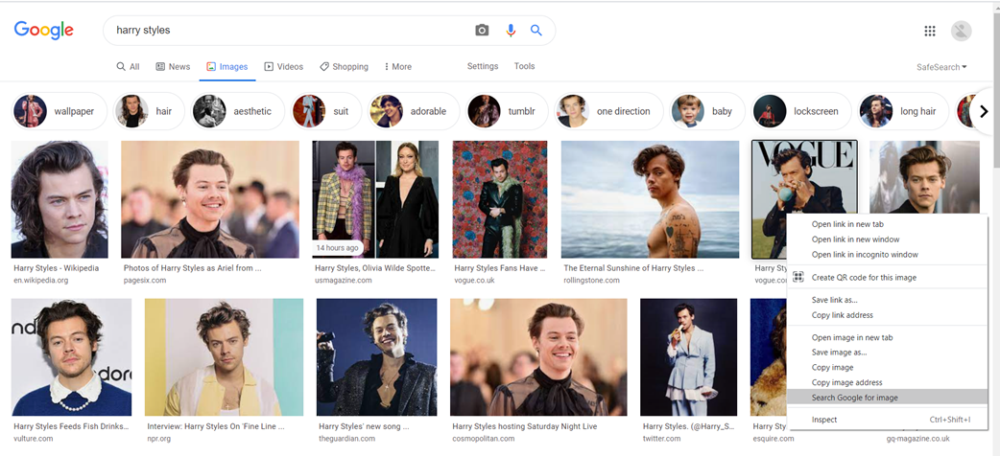 Google
harry styles
All
News
Images
Videos
Shopping
More
Settings
Tools
SafeSearch
wallpaper
hair
aesthetic
suit
adorable
tumblr
one direction
baby
lockscreen
long hair
VOGUE
14 hours ago
Harry Styles - Wikipedia
en.wikipedia.org
Photos of Harry Styles as Ariel from ...
pagesix.com
Harry Styles, Olivia Wilde Spotte...
usmagazine.com
Harry Styles Fans Have ...
vogue.co.uk
The Eternal Sunshine of Harry Styles ...
rollingstone.com
Harry Sty
vogue.co
Open link in new tab
Open link in new window
Open link in incognito window
Create QR code for this image
Save link as...
Copy link address
Open image in new tab
Save image as...
Copy image
Copy image address
Search Google for image
Inspect
Ctrl+Shift+I
nd
dor
Harry Styles Feeds Fish Drinks...
vulture.com
Interview: Harry Styles On 'Fine Line ...
npr.org
Harry Styles' new song ...
theguardian.com
Harry Styles hosting Saturday Night Live
cosmopolitan.com
Harry Styles. (@Harry_S...
twitter.com
Harry Sty
esquire.com
gq-magazine.co.uk